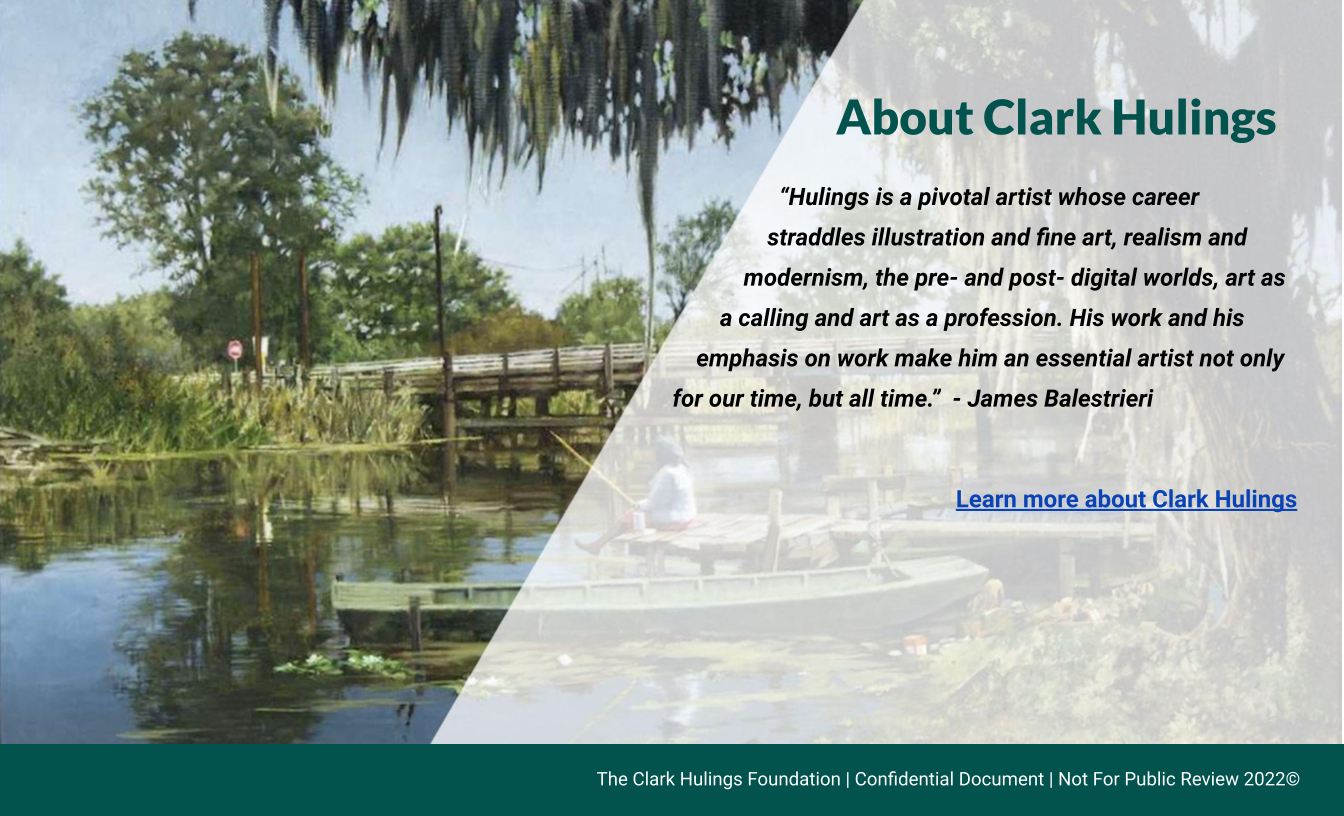 About Clark Hulings
“Hulings is a pivotal artist whose career
straddles illustration and fine art, realism and
modernism, the pre- and post- digital worlds, art as
a calling and art as a profession. His work and his
emphasis on work make him an essential artist not only
for our time, but all time.”  - James Balestrieri
Learn more about Clark Hulings
The Clark Hulings Foundation | Confidential Document | Not For Public Review 2022©